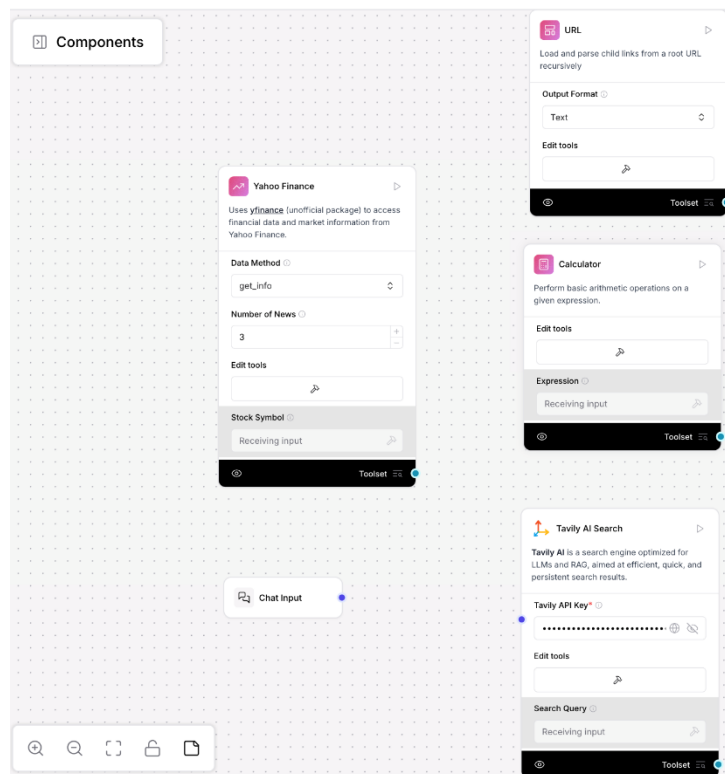 Components
URL
Load and parse child links from a root URL
recursively
Output Format
Text
Edit tools
Toolset
Yahoo Finance
Uses yfinance (unofficial package) to access
financial data and market information from
Yahoo Finance.
Data Method
get_info
Number of News
3
Edit tools
Stock Symbol
Receiving input
Toolset
Calculator
Perform basic arithmetic operations on a
given expression.
Edit tools
Expression
Receiving input
Toolset
Chat Input
Tavily AI Search
Tavily AI is a search engine optimized for
LLMs and RAG, aimed at efficient, quick, and
persistent search results.
Tavily API Key*
Edit tools
Search Query
Receiving input
Toolset